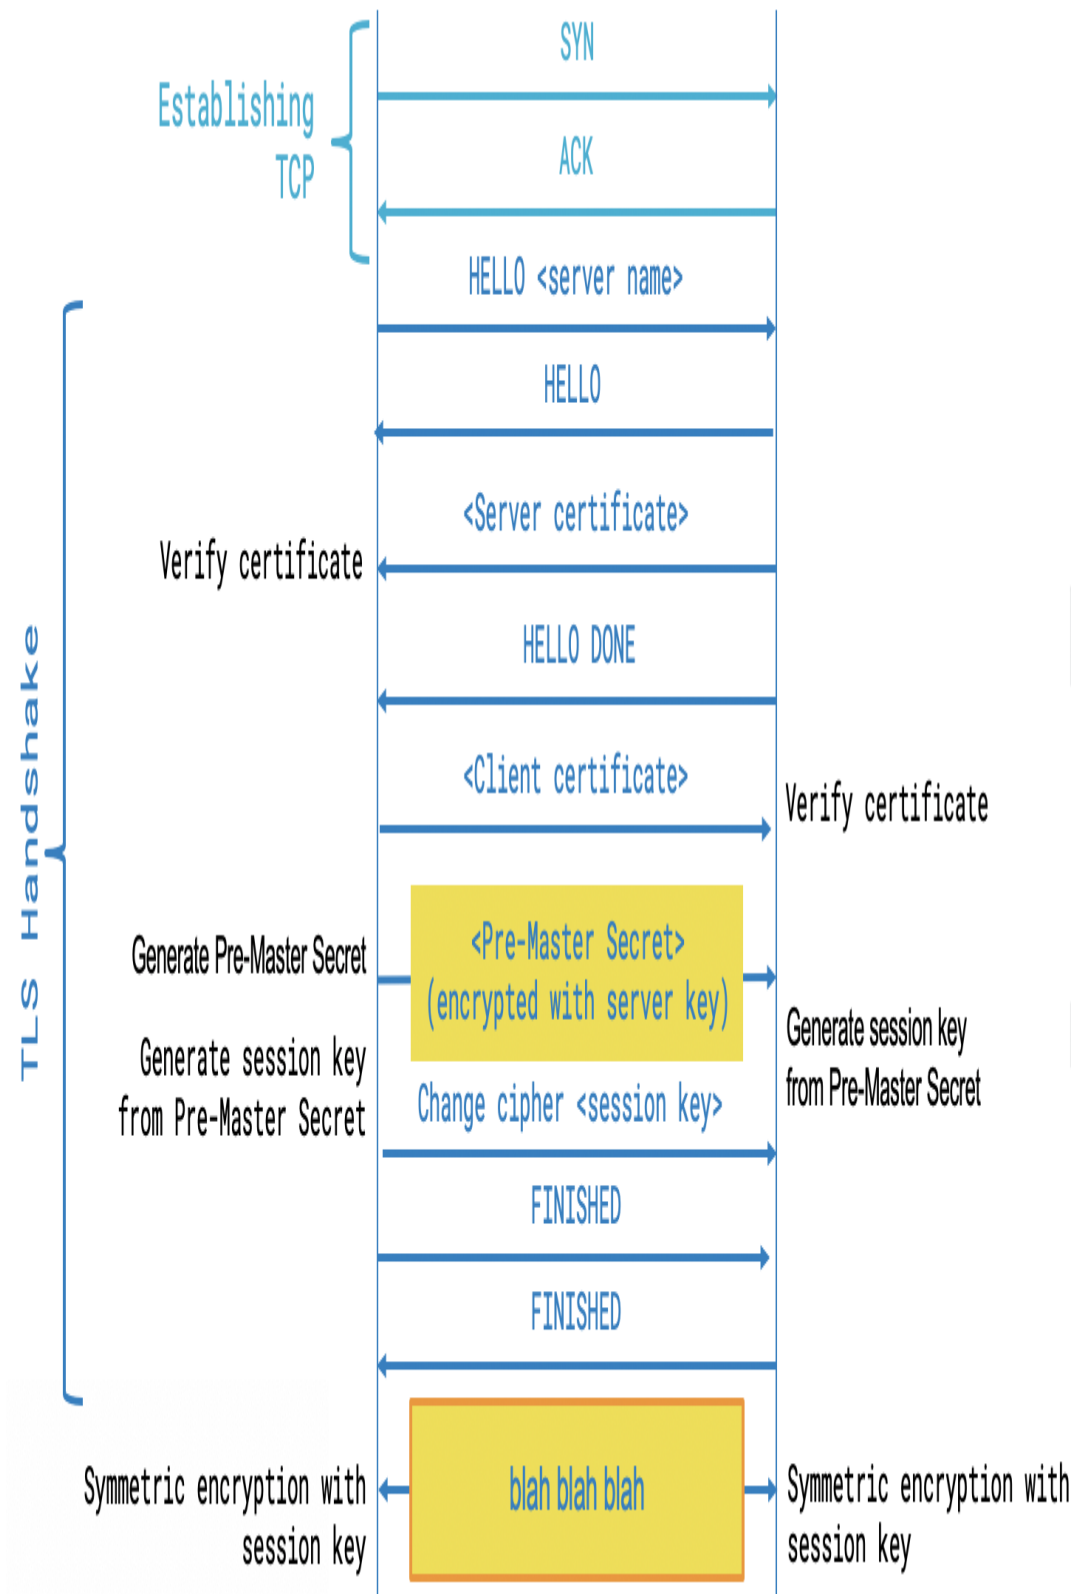 SYN
Establishing
TCP
ACK
HELLO <server name>
HELLO
<Server certificate>
Verify certificate
HELLO DONE
TLS Handshake
<Client certificate>
Verify certificate
Generate Pre-Master Secret
<Pre-Master Secret>
(encrypted with server key)
Generate session key
from Pre-Master Secret
Generate session key
from Pre-Master Secret
Change cipher <session key>
FINISHED
FINISHED
Symmetric encryption with
session key
blah blah blah
Symmetric encryption with
session key